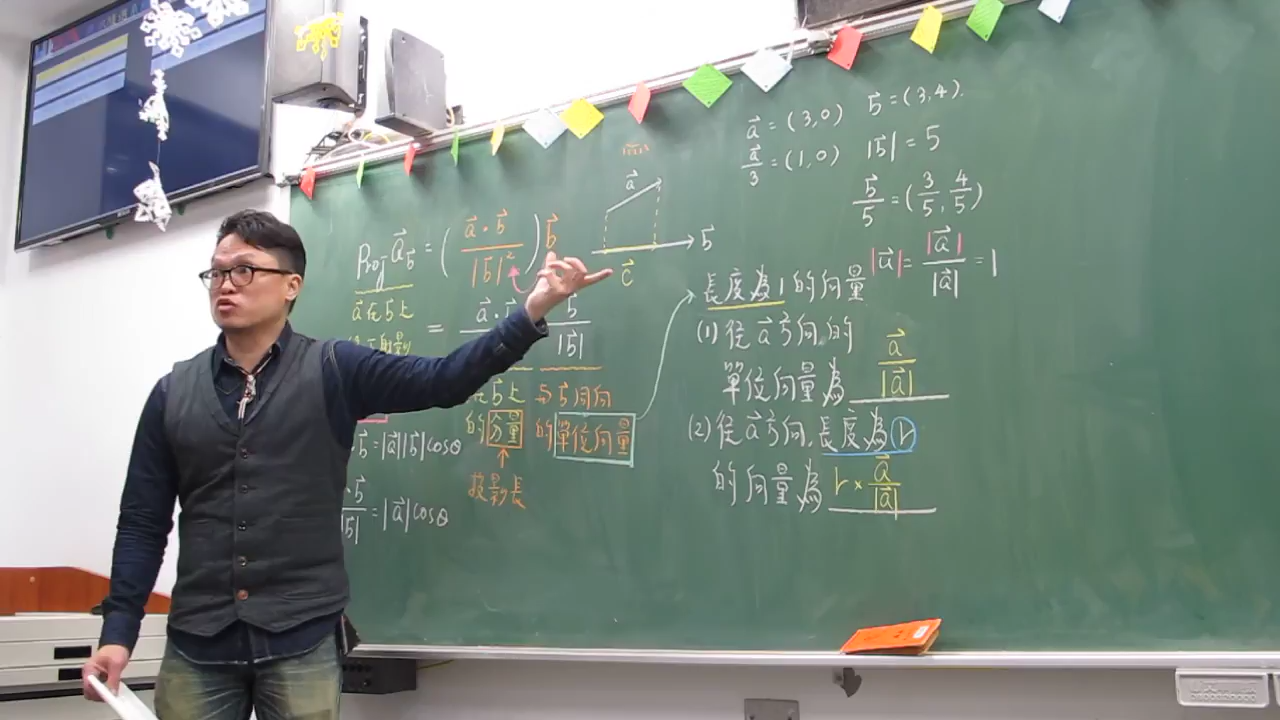 Proj a⃗ b⃗ = ( a⃗ · b⃗ / |b⃗|² ) b⃗
a⃗在b⃗上
= a⃗ · b⃗ b⃗ / |b⃗|
在b⃗上 與b⃗同向
的分量 的單位向量
投影長
b⃗ = |a⃗||b⃗|cosθ
· b⃗ / |b⃗| = |a⃗|cosθ
a⃗
b⃗
c⃗
a⃗ = (3,0) b⃗ = (3,4).
a⃗/3 = (1,0) |b⃗| = 5
b⃗/5 = (3/5, 4/5)
|a⃗| = |a⃗| / |a⃗| = 1
長度為1的向量
(1) 從a⃗方向的
單位向量為 a⃗ / |a⃗|
(2) 從a⃗方向,長度為r
的向量為 r × a⃗ / |a⃗|